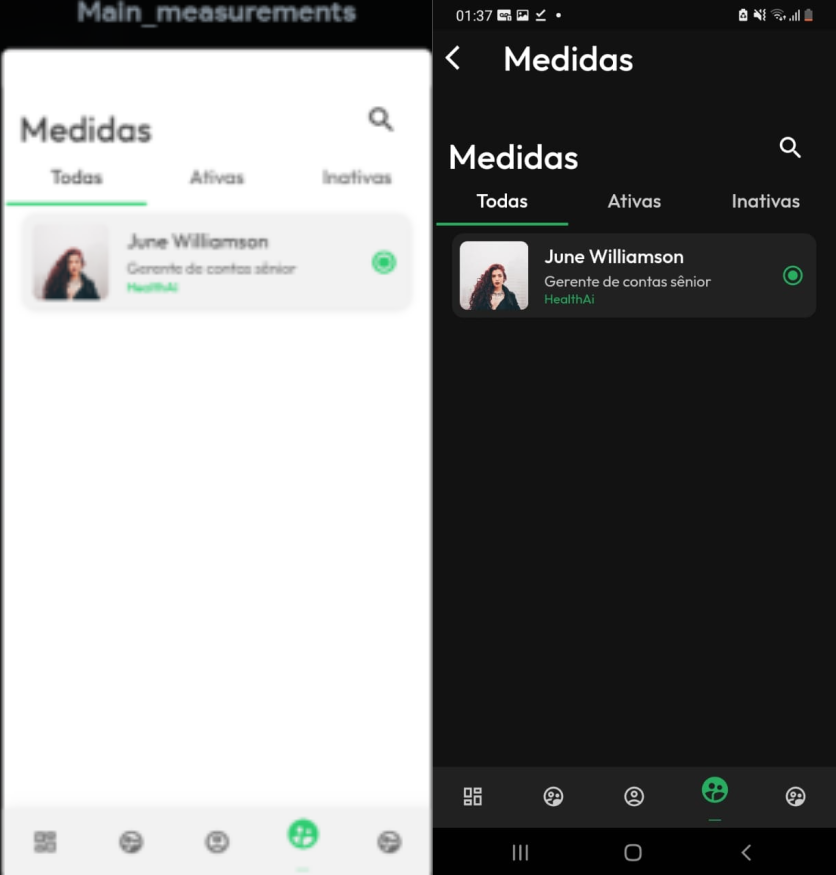 Main_measurements
Medidas
Todas Ativas Inativas
June Williamson
Gerente de contas sênior
HealthAi
01:37
Medidas
Medidas
Todas Ativas Inativas
June Williamson
Gerente de contas sênior
HealthAi